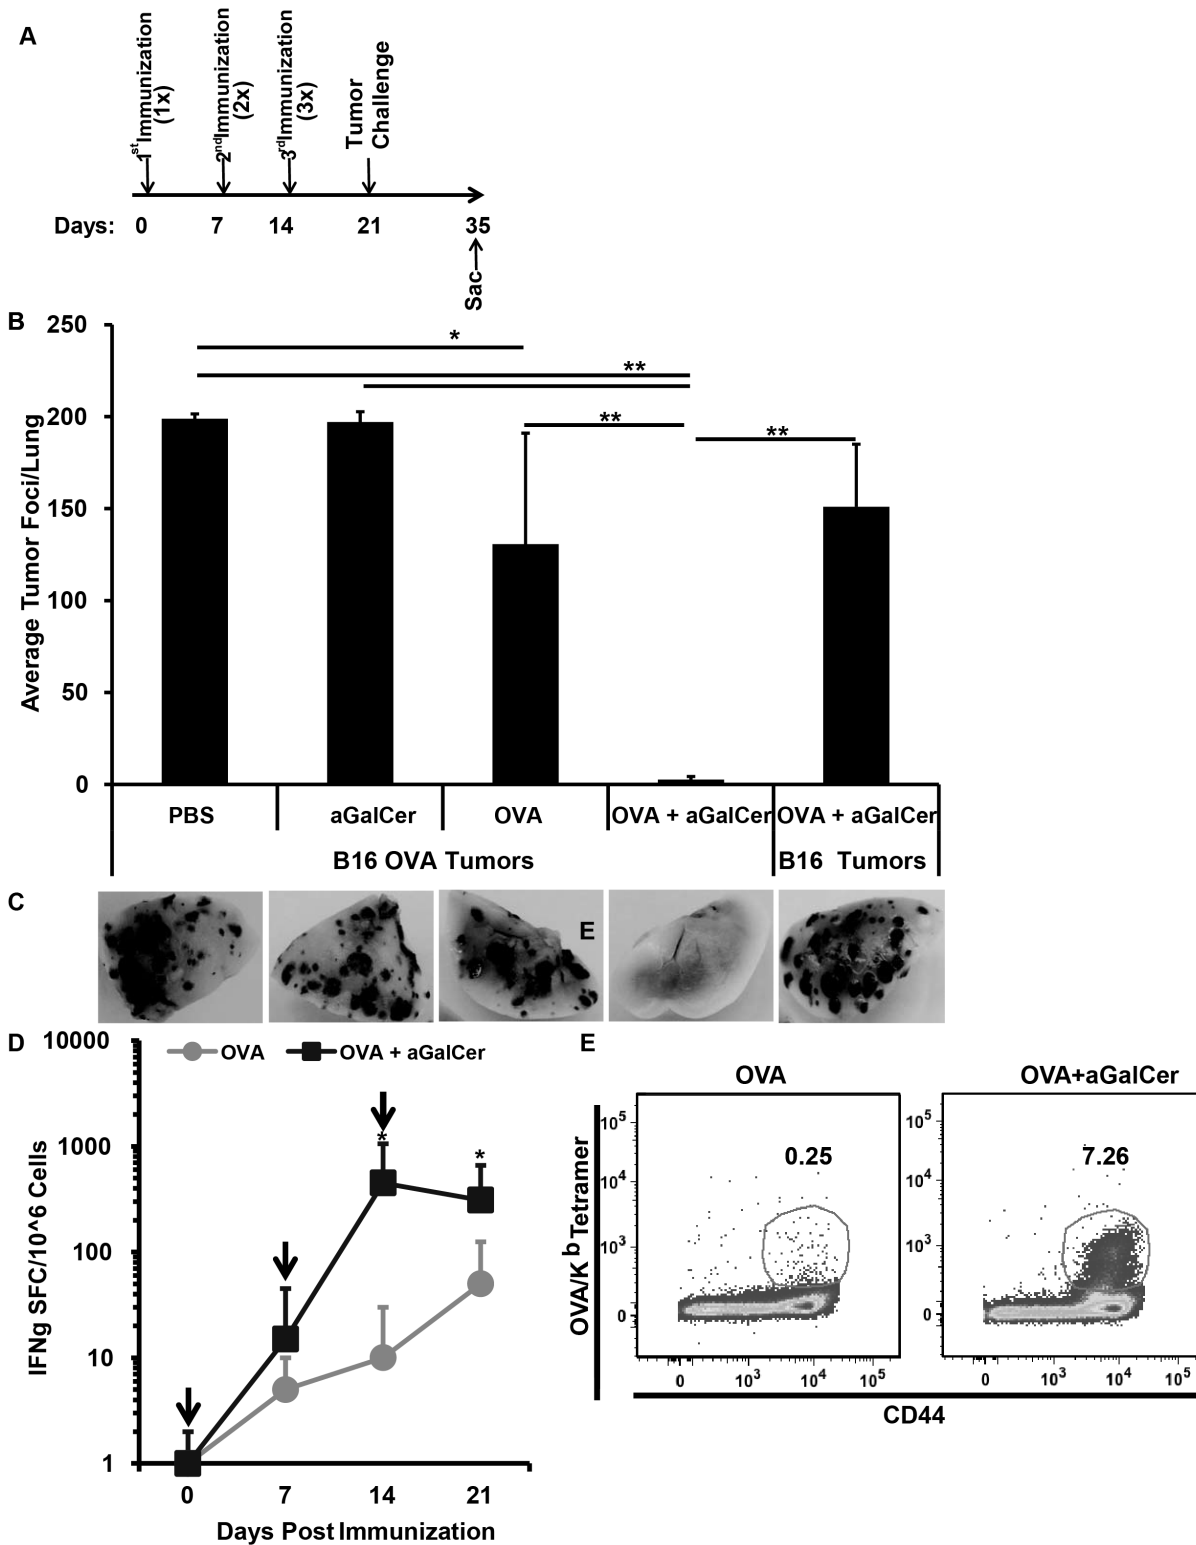 A
1st Immunization (1x)
2nd Immunization (2x)
3rd Immunization (3x)
Tumor Challenge
Days: 0 7 14 21 35
Sac
B
Average Tumor Foci/Lung
250
200
150
100
50
0
*
**
**
**
PBS aGalCer OVA OVA + aGalCer OVA + aGalCer
B16 OVA Tumors B16 Tumors
C
E
D
OVA OVA + aGalCer
IFNg SFC/10^6 Cells
10000
1000
100
10
1
*
*
0 7 14 21
Days Post Immunization
E
OVA OVA+aGalCer
OVA/Kb Tetramer
0.25
10^5
10^4
10^3
0
0 10^3 10^4 10^5
7.26
10^5
10^4
10^3
0
0 10^3 10^4 10^5
CD44